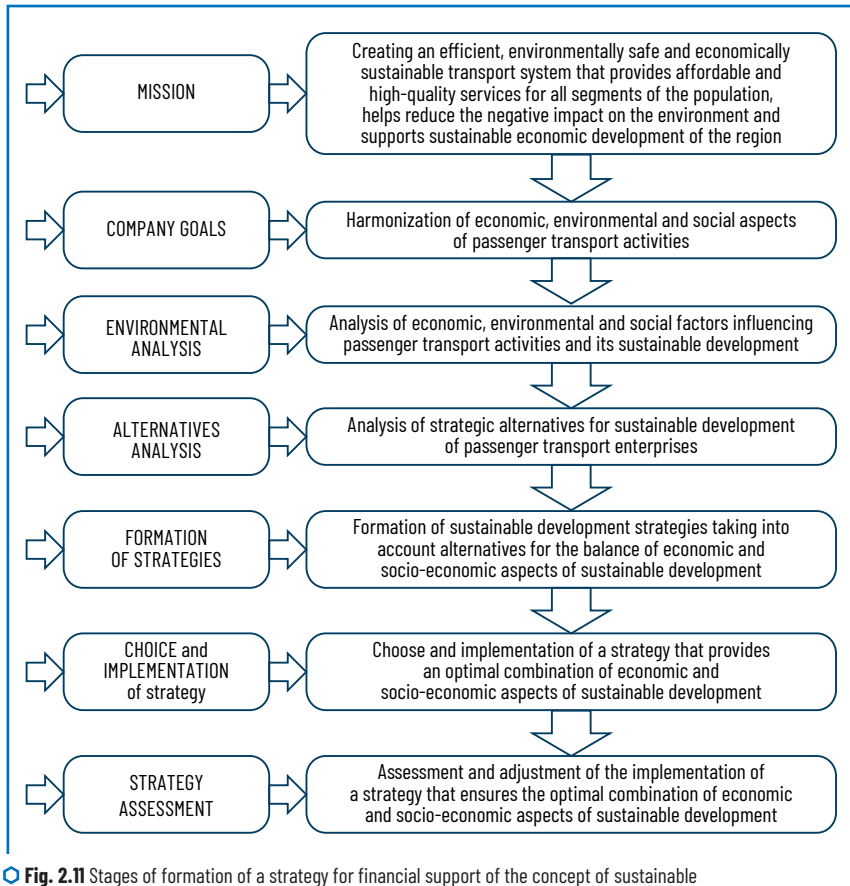 MISSION
Creating an efficient, environmentally safe and economically
sustainable transport system that provides affordable and
high-quality services for all segments of the population,
helps reduce the negative impact on the environment and
supports sustainable economic development of the region
COMPANY GOALS
Harmonization of economic, environmental and social aspects
of passenger transport activities
ENVIRONMENTAL
ANALYSIS
Analysis of economic, environmental and social factors influencing
passenger transport activities and its sustainable development
ALTERNATIVES
ANALYSIS
Analysis of strategic alternatives for sustainable development
of passenger transport enterprises
FORMATION
OF STRATEGIES
Formation of sustainable development strategies taking into
account alternatives for the balance of economic and
socio-economic aspects of sustainable development
CHOICE and
IMPLEMENTATION
of strategy
Choose and implementation of a strategy that provides
an optimal combination of economic and
socio-economic aspects of sustainable development
STRATEGY
ASSESSMENT
Assessment and adjustment of the implementation of
a strategy that ensures the optimal combination of economic
and socio-economic aspects of sustainable development
Fig. 2.11 Stages of formation of a strategy for financial support of the concept of sustainable